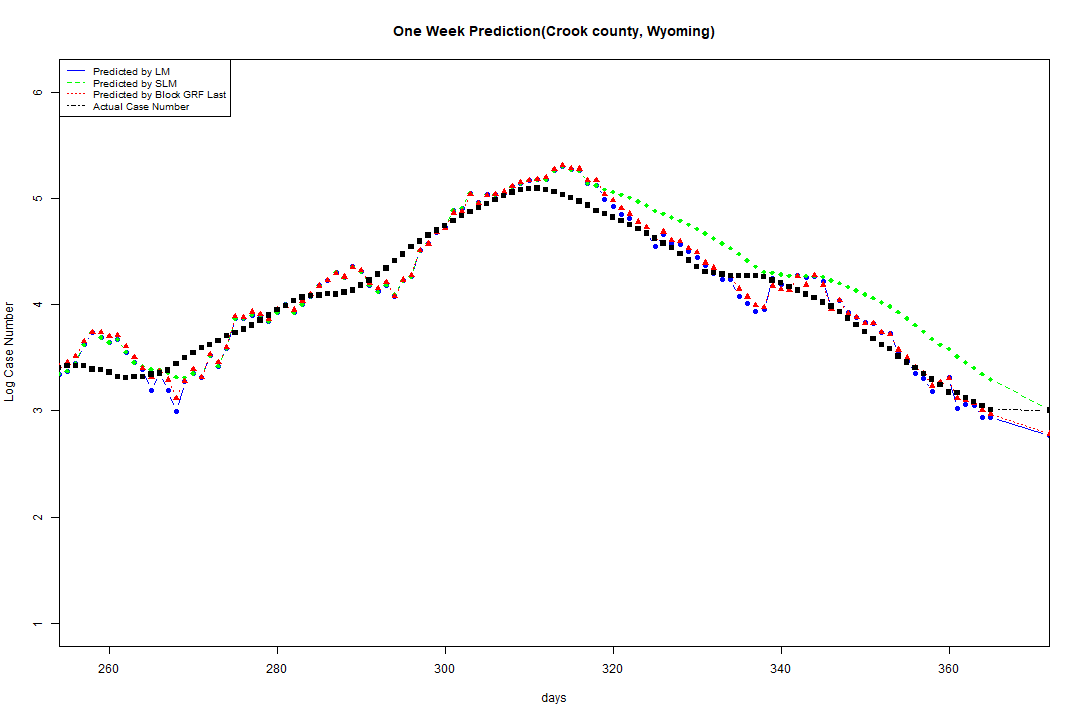 One Week Prediction(Crook county, Wyoming)
Predicted by LM
Predicted by SLM
Predicted by Block GRF Last
Actual Case Number
6
5
4
3
2
1
Log Case Number
260 280 300 320 340 360
days